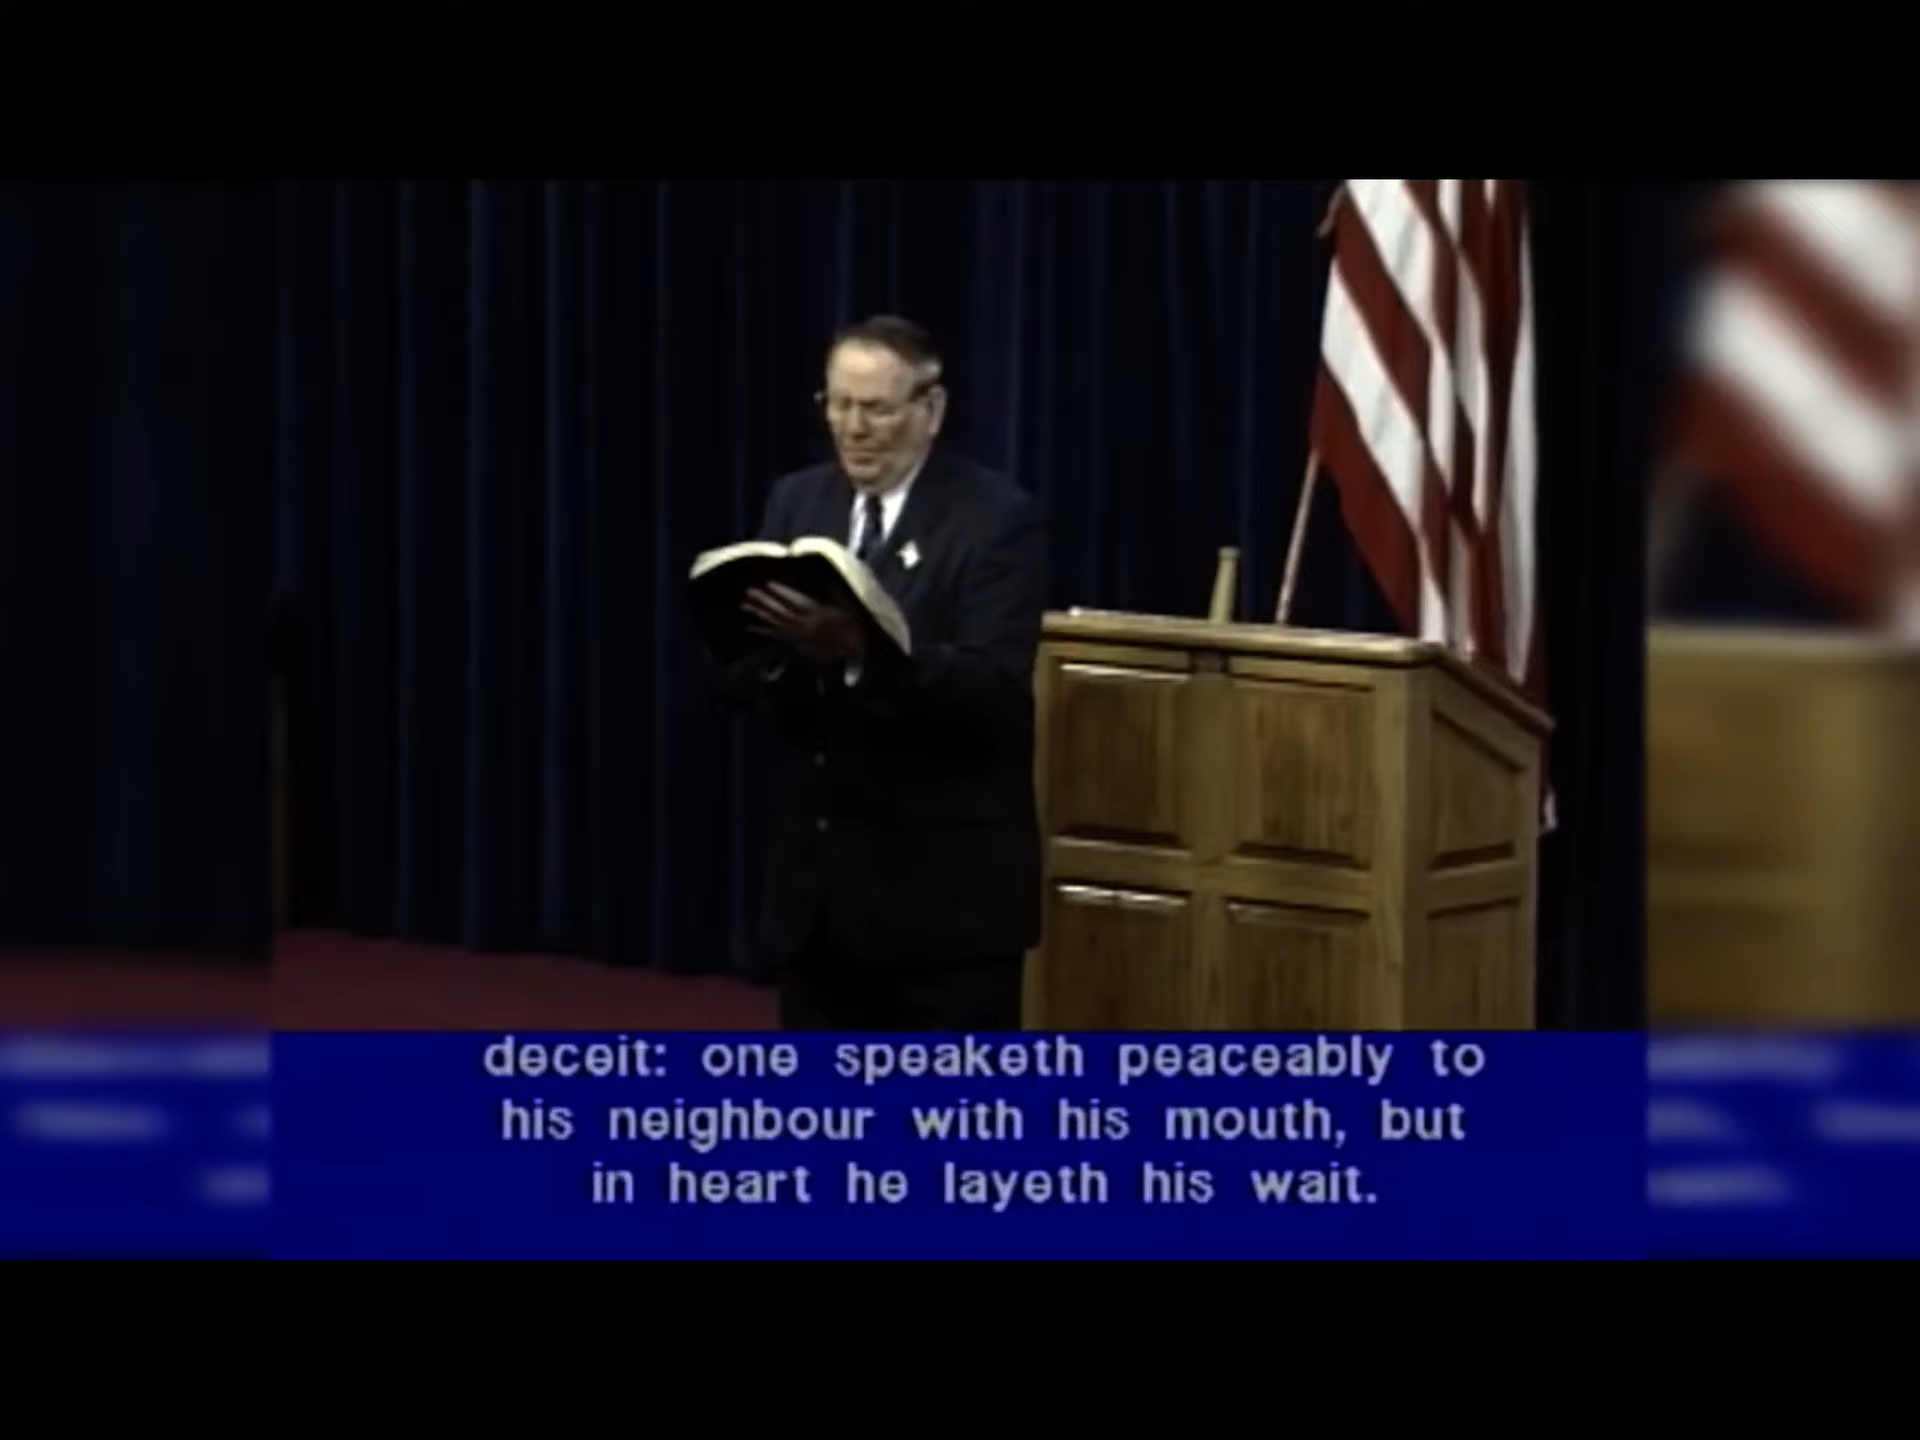 deceit: one speaketh peaceably to
his neighbour with his mouth, but
in heart he layeth his wait.